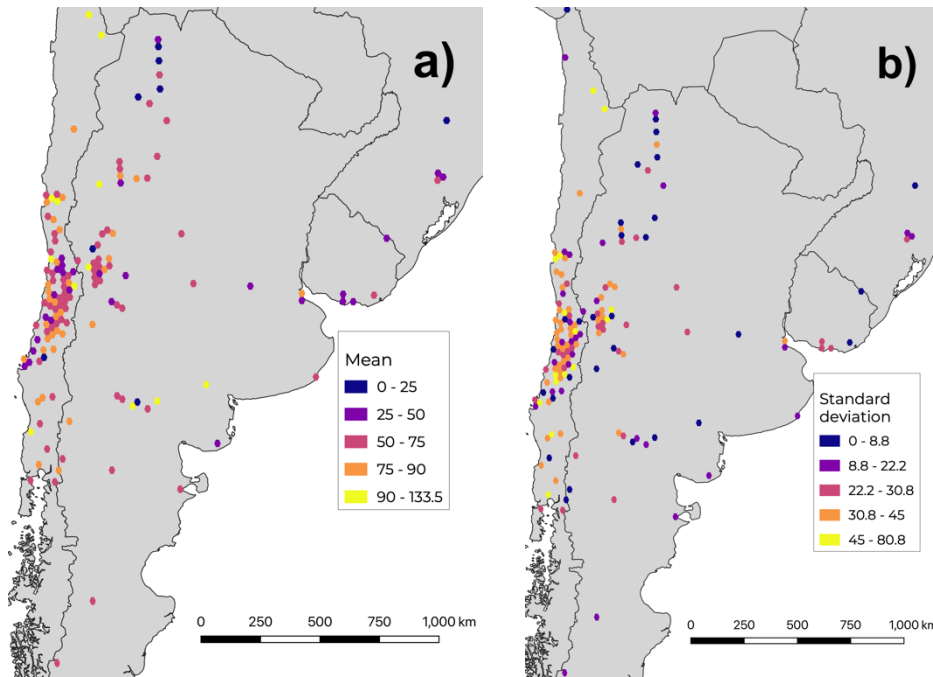 a)
Mean
0 - 25
25 - 50
50 - 75
75 - 90
90 - 133.5
0 250 500 750 1,000 km
b)
Standard
deviation
0 - 8.8
8.8 - 22.2
22.2 - 30.8
30.8 - 45
45 - 80.8
0 250 500 750 1,000 km